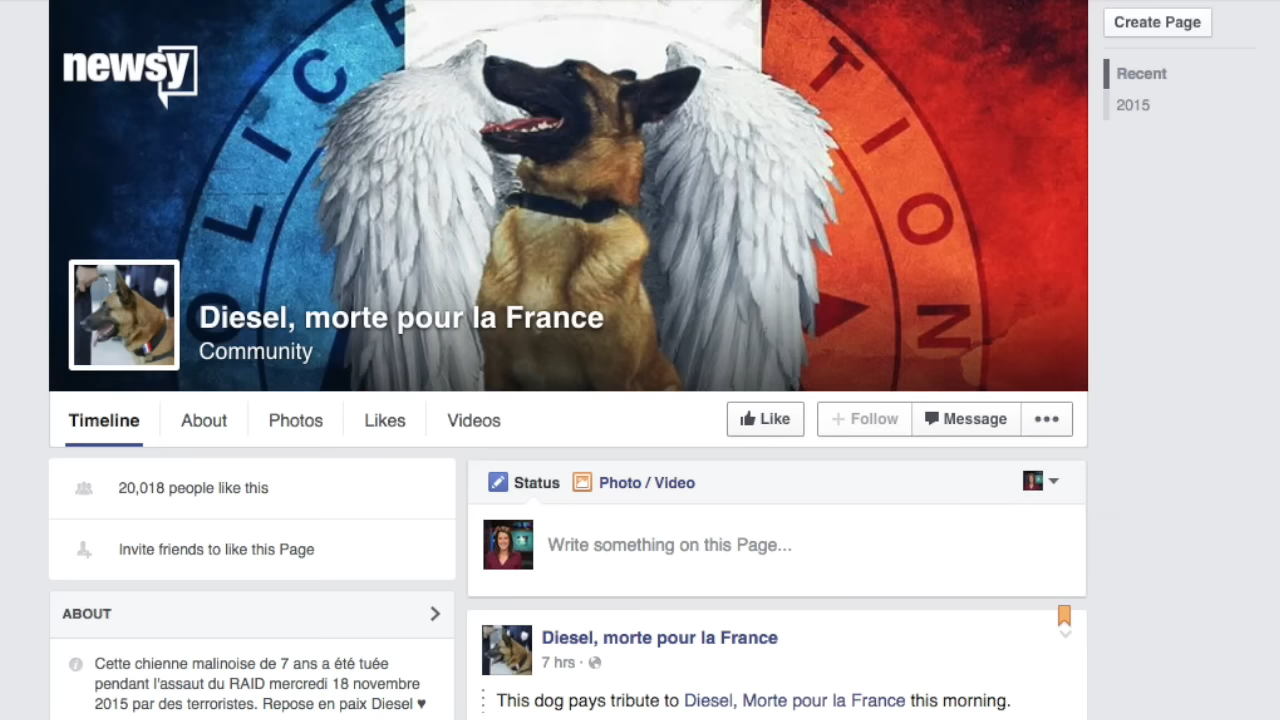 newsy
POLICE
NATION
Diesel, morte pour la France
Community
Create Page
Recent
2015
Timeline
About
Photos
Likes
Videos
Like
Follow
Message
20,018 people like this
Invite friends to like this Page
ABOUT
Cette chienne malinoise de 7 ans a été tuée
pendant l'assaut du RAID mercredi 18 novembre
2015 par des terroristes. Repose en paix Diesel ♥
Status
Photo / Video
Write something on this Page...
Diesel, morte pour la France
7 hrs ·
This dog pays tribute to Diesel, Morte pour la France this morning.